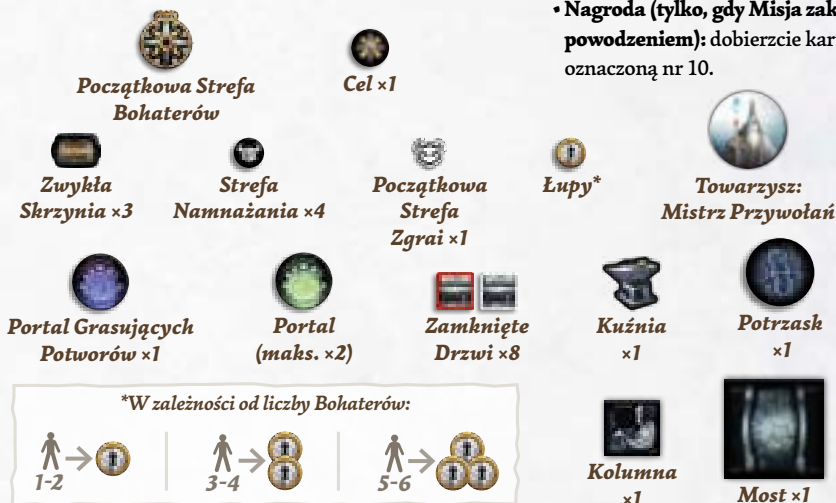 • Nagroda (tylko, gdy Misja zak
powodzeniem): dobierzcie kar
oznaczoną nr 10.
Początkowa Strefa
Bohaterów
Cel ×1
Zwykła
Skrzynia ×3
Strefa
Namnażania ×4
Początkowa
Strefa
Zgrai ×1
Łupy*
Towarzysz:
Mistrz Przywołań
Portal Grasujących
Potworów ×1
Portal
(maks. ×2)
Zamknięte
Drzwi ×8
Kuźnia
×1
Potrzask
×1
*W zależności od liczby Bohaterów:
1-2
3-4
5-6
Kolumna
×1
Most ×1